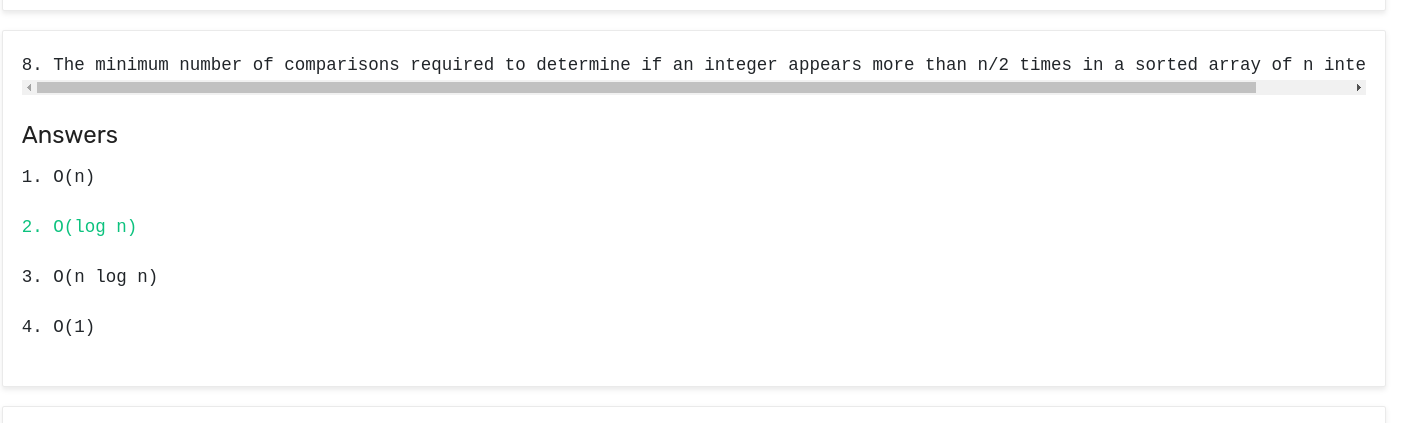 8. The minimum number of comparisons required to determine if an integer appears more than n/2 times in a sorted array of n inte
Answers
1. O(n)
2. O(log n)
3. O(n log n)
4. O(1)